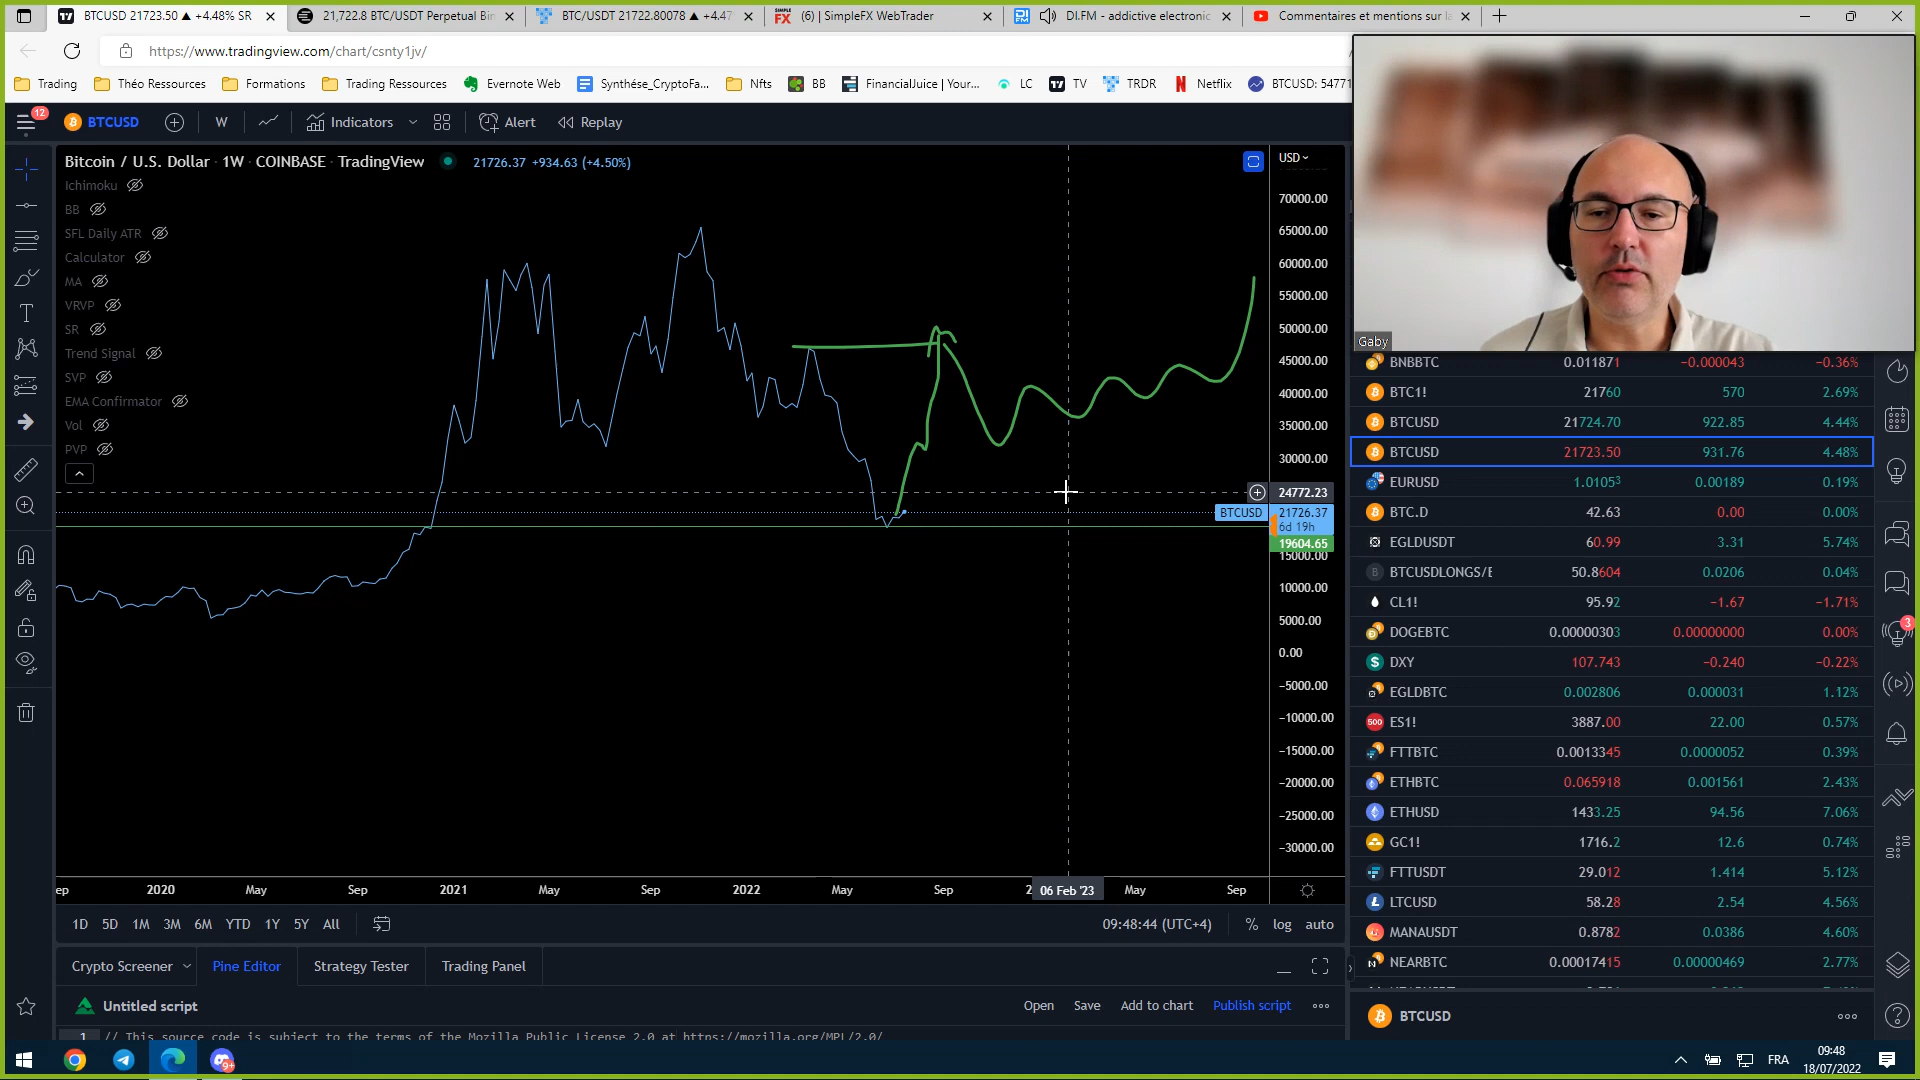 BTCUSD 21723.50 ▲ +4.48% SR
21,722.8 BTC/USDT Perpetual Bin
BTC/USDT 21722.80078 ▲ +4.47
(6) | SimpleFX WebTrader
DI.FM - addictive electronic
Commentaires et mentions sur la
https://www.tradingview.com/chart/csnty1jv/
Trading
Théo Ressources
Formations
Trading Ressources
Evernote Web
Synthése_CryptoFa...
Nfts
BB
FinancialJuice | Your...
LC
TV
TRDR
Netflix
BTCUSD: 54771
12
BTCUSD
W
Indicators
Alert
Replay
Bitcoin / U.S. Dollar · 1W · COINBASE · TradingView
21726.37 +934.63 (+4.50%)
Ichimoku
BB
SFL Daily ATR
Calculator
MA
VRVP
SR
Trend Signal
SVP
EMA Confirmator
Vol
PVP
USD
70000.00
65000.00
60000.00
55000.00
50000.00
45000.00
40000.00
35000.00
30000.00
24772.23
BTCUSD 21726.37
6d 19h
19604.65
15000.00
10000.00
5000.00
0.00
−5000.00
−10000.00
−15000.00
−20000.00
−25000.00
−30000.00
2020 May Sep 2021 May Sep 2022 May Sep 06 Feb '23 May Sep
1D 5D 1M 3M 6M YTD 1Y 5Y All
09:48:44 (UTC+4)
% log auto
Crypto Screener
Pine Editor
Strategy Tester
Trading Panel
Untitled script
Open Save Add to chart Publish script
1 // This source code is subject to the terms of the Mozilla Public License 2.0 at https://mozilla.org/MPL/2.0/
Gaby
BNBBTC 0.011871 −0.000043 −0.36%
BTC1! 21760 570 2.69%
BTCUSD 21724.70 922.85 4.44%
BTCUSD 21723.50 931.76 4.48%
EURUSD 1.01053 0.00189 0.19%
BTC.D 42.63 0.00 0.00%
EGLDUSDT 60.99 3.31 5.74%
BTCUSDLONGS/E 50.8604 0.0206 0.04%
CL1! 95.92 −1.67 −1.71%
DOGEBTC 0.00000303 0.00000000 0.00%
DXY 107.743 −0.240 −0.22%
EGLDBTC 0.002806 0.000031 1.12%
ES1! 3887.00 22.00 0.57%
FTTBTC 0.0013345 0.0000052 0.39%
ETHBTC 0.065918 0.001561 2.43%
ETHUSD 1433.25 94.56 7.06%
GC1! 1716.2 12.6 0.74%
FTTUSDT 29.012 1.414 5.12%
LTCUSD 58.28 2.54 4.56%
MANAUSDT 0.8782 0.0386 4.60%
NEARBTC 0.00017415 0.00000469 2.77%
BTCUSD
3
9+
FRA
09:48
18/07/2022